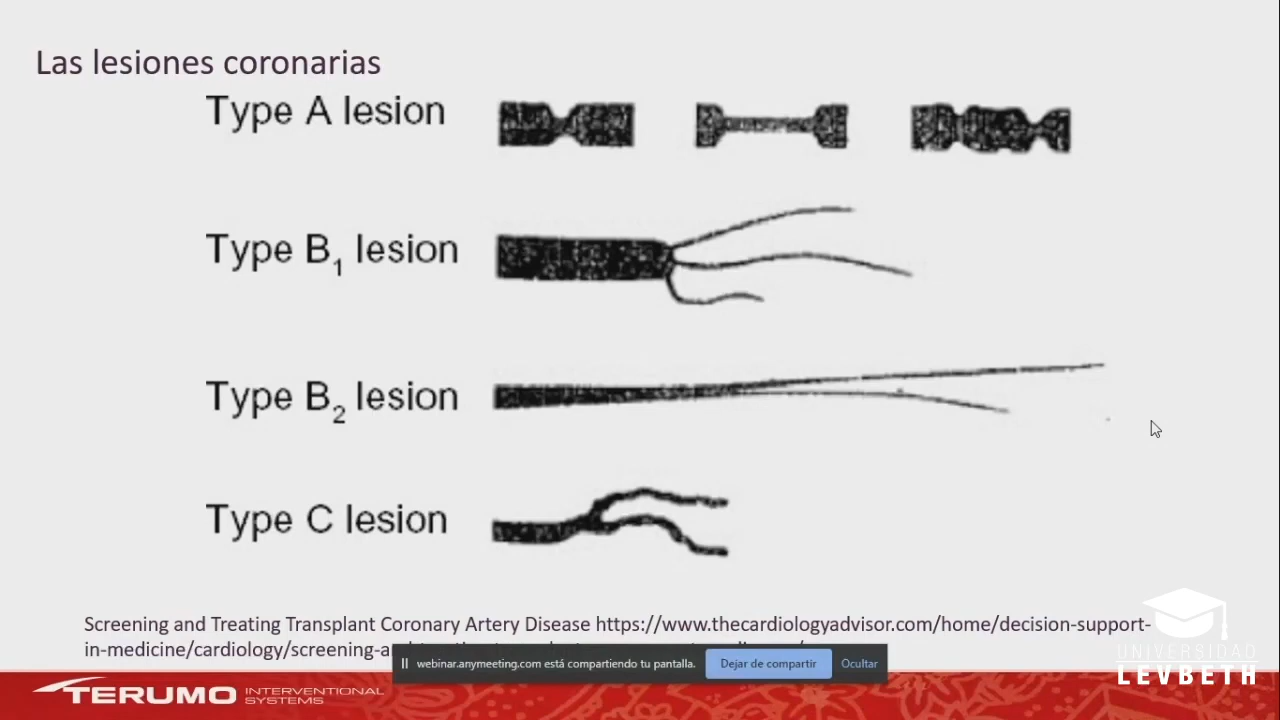 Las lesiones coronarias
Type A lesion
Type B₁ lesion
Type B₂ lesion
Type C lesion
Screening and Treating Transplant Coronary Artery Disease https://www.thecardiologyadvisor.com/home/decision-support-
in-medicine/cardiology/screening-a
webinar.anymeeting.com está compartiendo tu pantalla.
Dejar de compartir
Ocultar
TERUMO INTERVENTIONAL
SYSTEMS
UNIVERSIDAD
LEVBETH